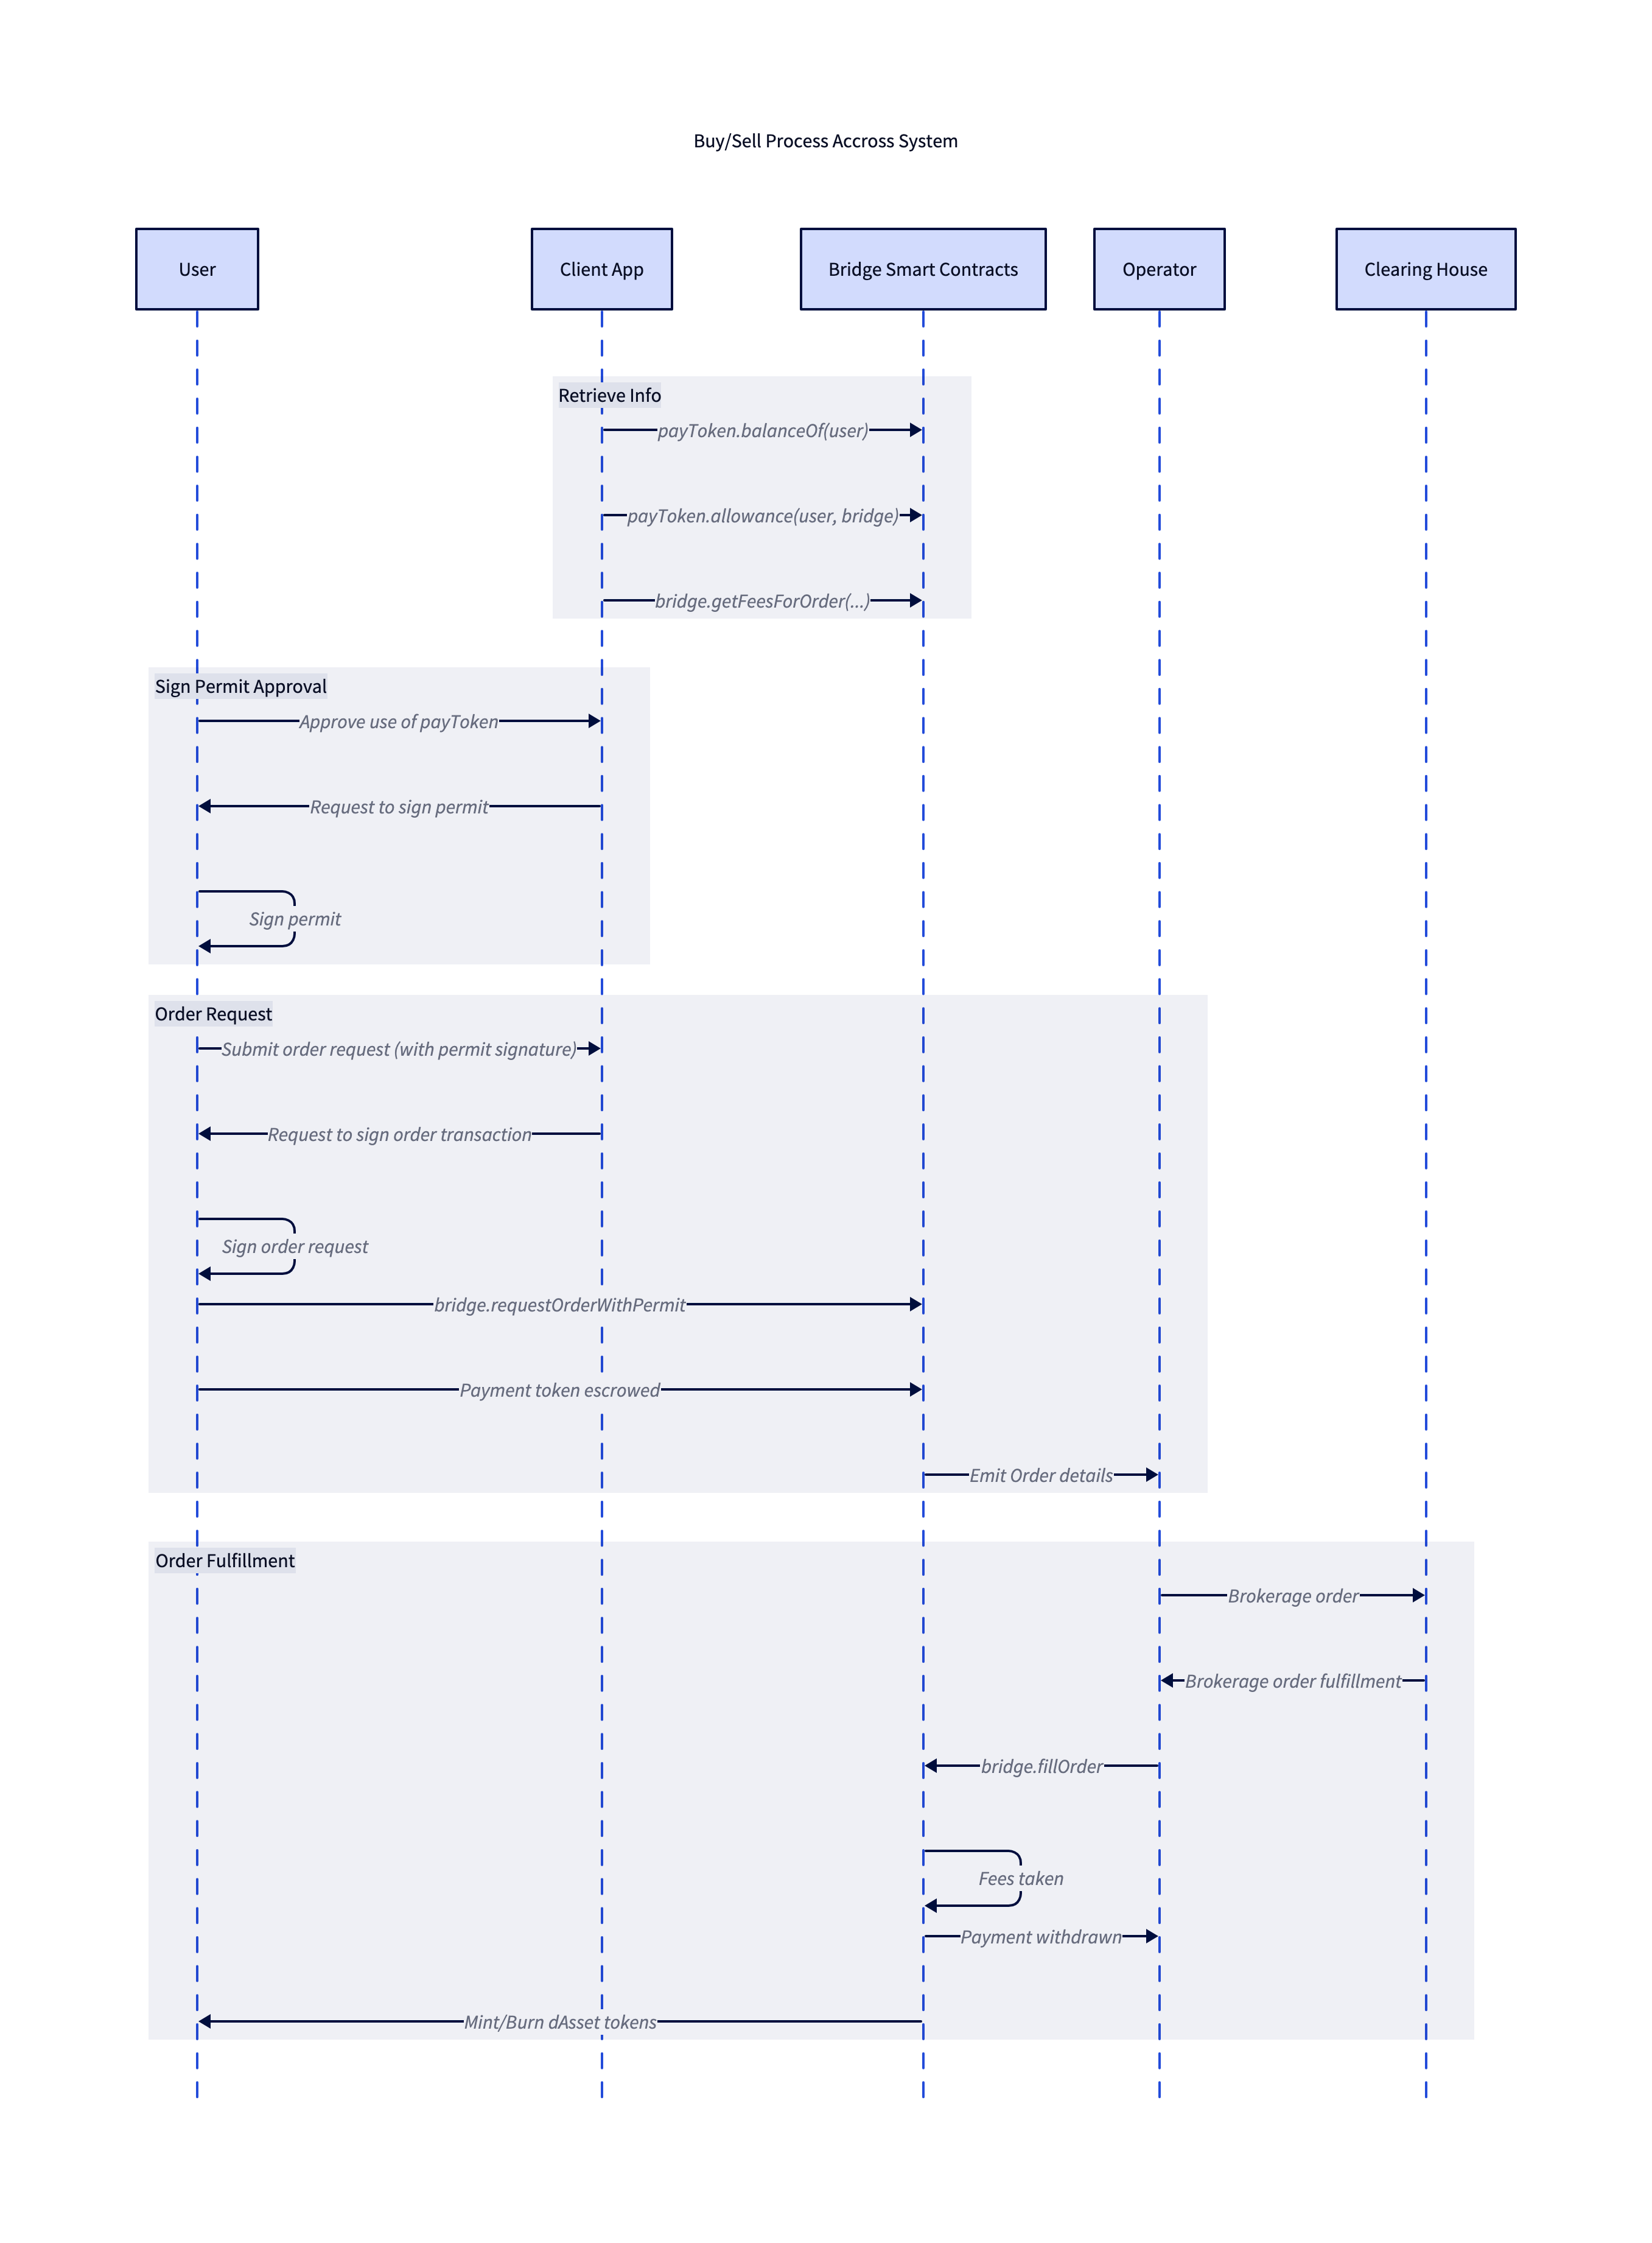 Buy/Sell Process Accross System
User
Client App
Bridge Smart Contracts
Operator
Clearing House
Retrieve Info
payToken.balanceOf(user)
payToken.allowance(user, bridge)
bridge.getFeesForOrder(...)
Sign Permit Approval
Approve use of payToken
Request to sign permit
Sign permit
Order Request
Submit order request (with permit signature)
Request to sign order transaction
Sign order request
bridge.requestOrderWithPermit
Payment token escrowed
Emit Order details
Order Fulfillment
Brokerage order
Brokerage order fulfillment
bridge.fillOrder
Fees taken
Payment withdrawn
Mint/Burn dAsset tokens